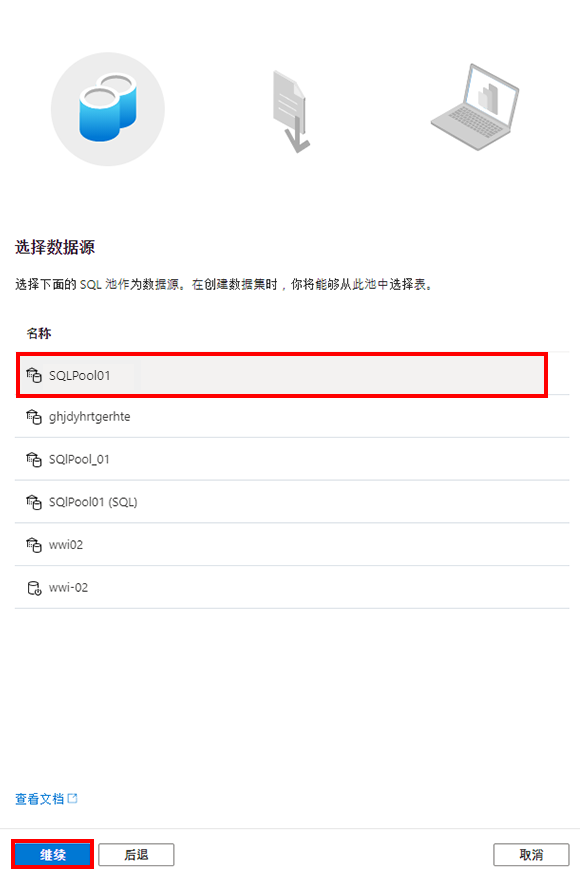 选择数据源
选择下面的 SQL 池作为数据源。在创建数据集时，你将能够从此池中选择表。
名称
SQLPool01
ghjdyhrtgerhte
SQlPool_01
SQlPool01 (SQL)
wwi02
wwi-02
查看文档
继续
后退
取消